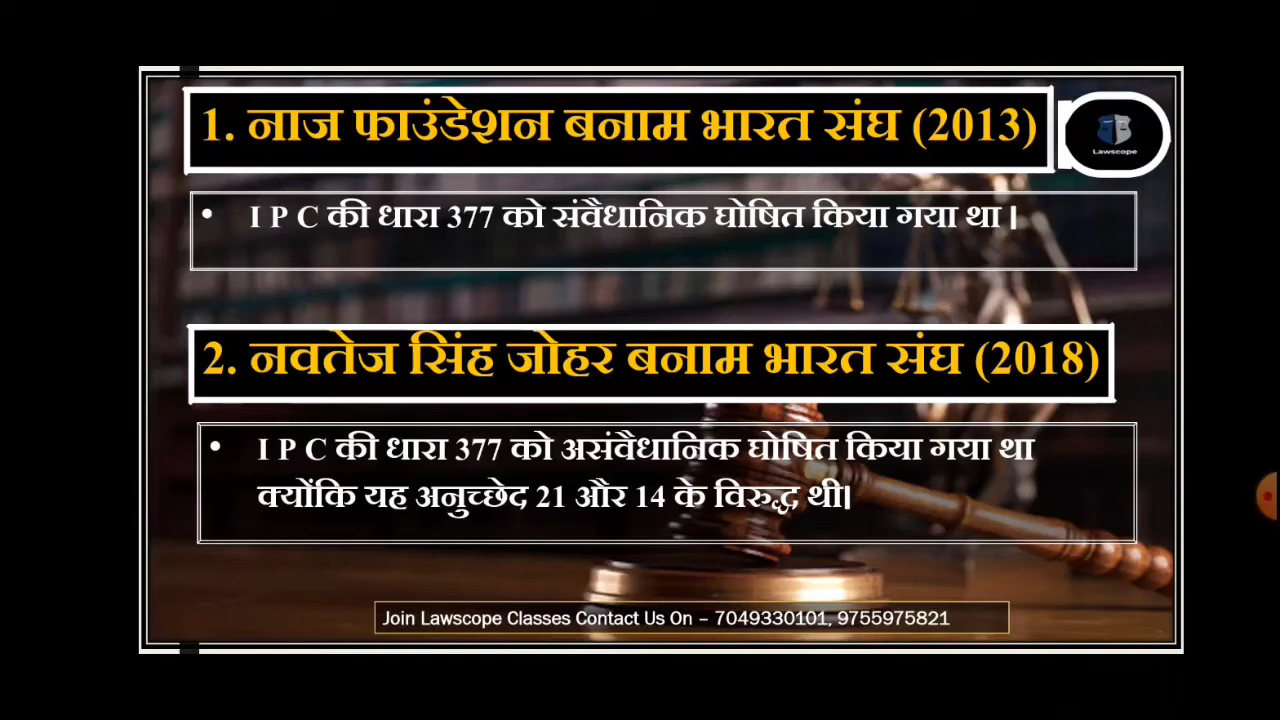 1. नाज फाउंडेशन बनाम भारत संघ (2013)
Lawscope
• I P C की धारा 377 को संवैधानिक घोषित किया गया था ।
2. नवतेज सिंह जोहर बनाम भारत संघ (2018)
• I P C की धारा 377 को असंवैधानिक घोषित किया गया था
क्योंकि यह अनुच्छेद 21 और 14 के विरुद्ध थी।
Join Lawscope Classes Contact Us On – 7049330101, 9755975821